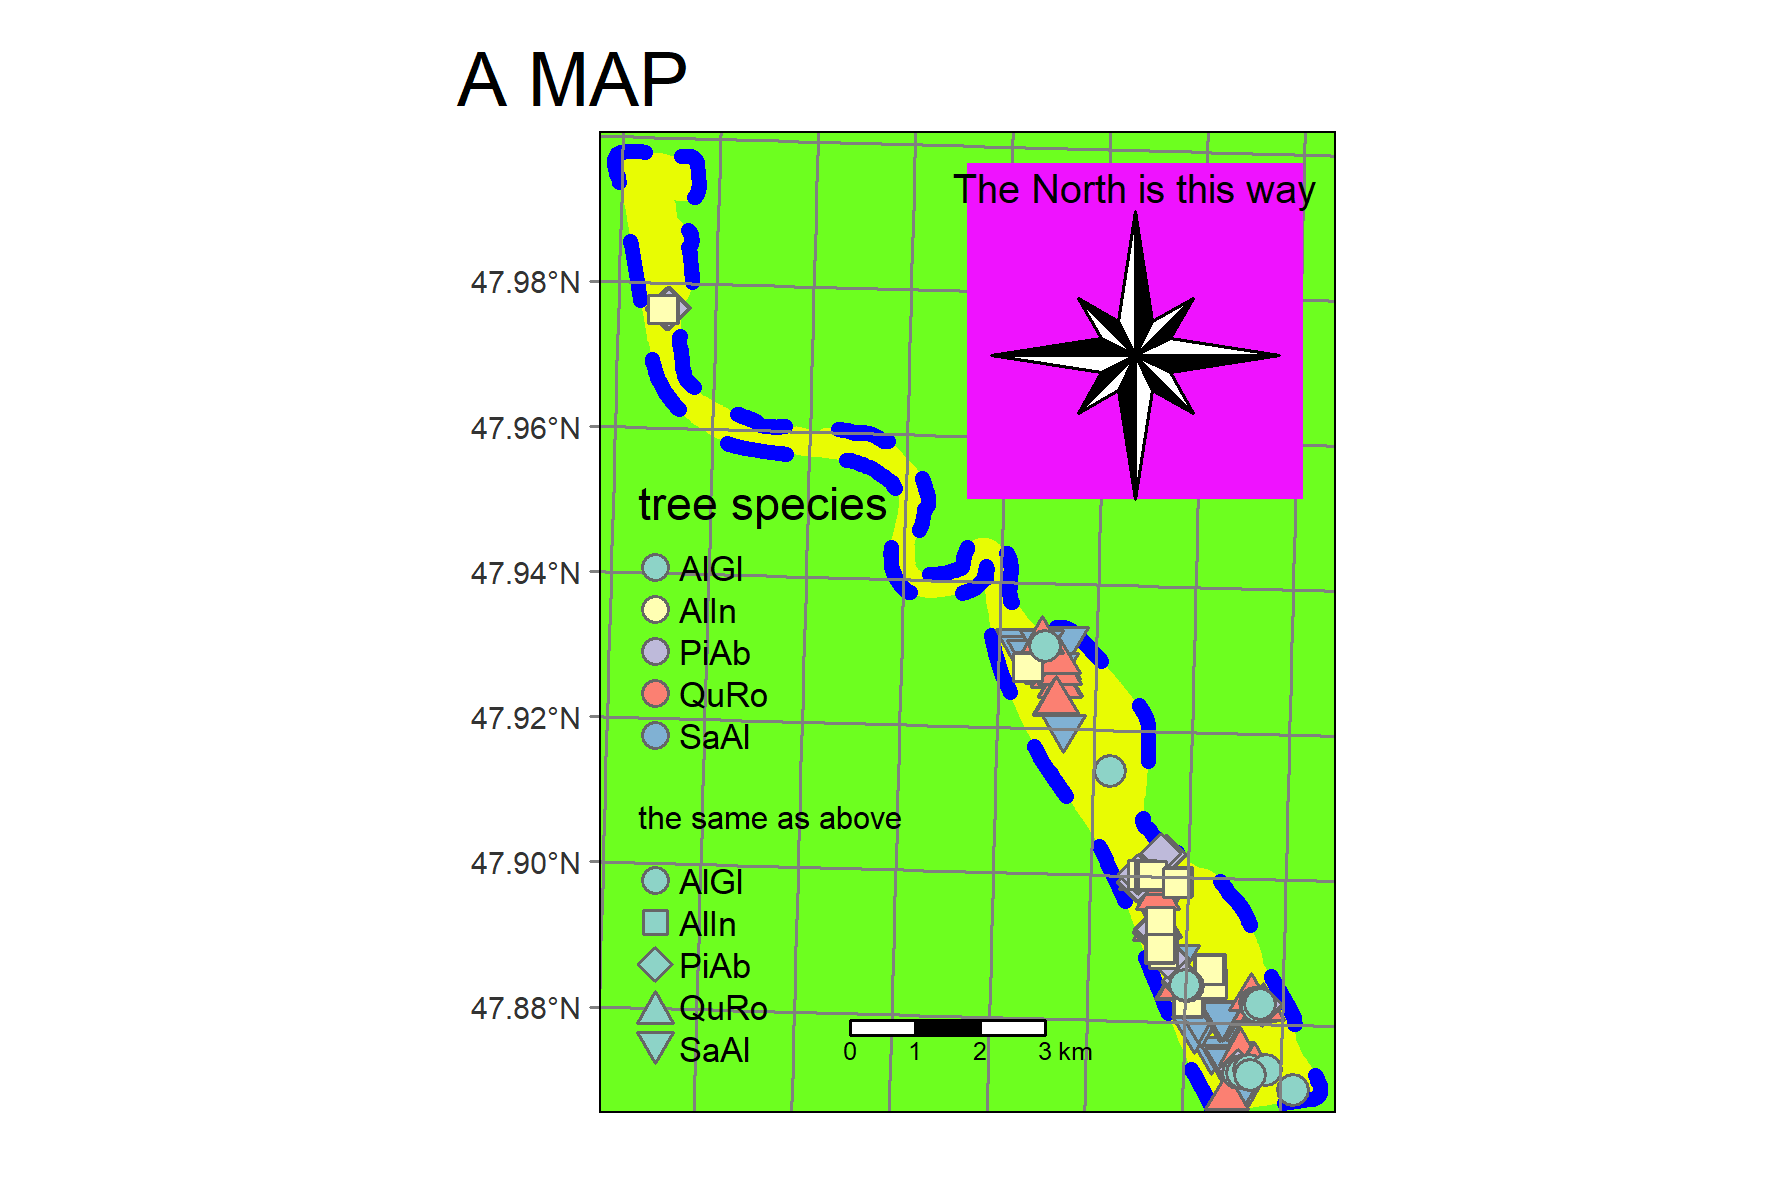 A MAP
The North is this way
47.98°N
47.96°N
47.94°N
47.92°N
47.90°N
47.88°N
tree species
AlGl
AlIn
PiAb
QuRo
SaAl
the same as above
AlGl
AlIn
PiAb
QuRo
SaAl
0 1 2 3 km